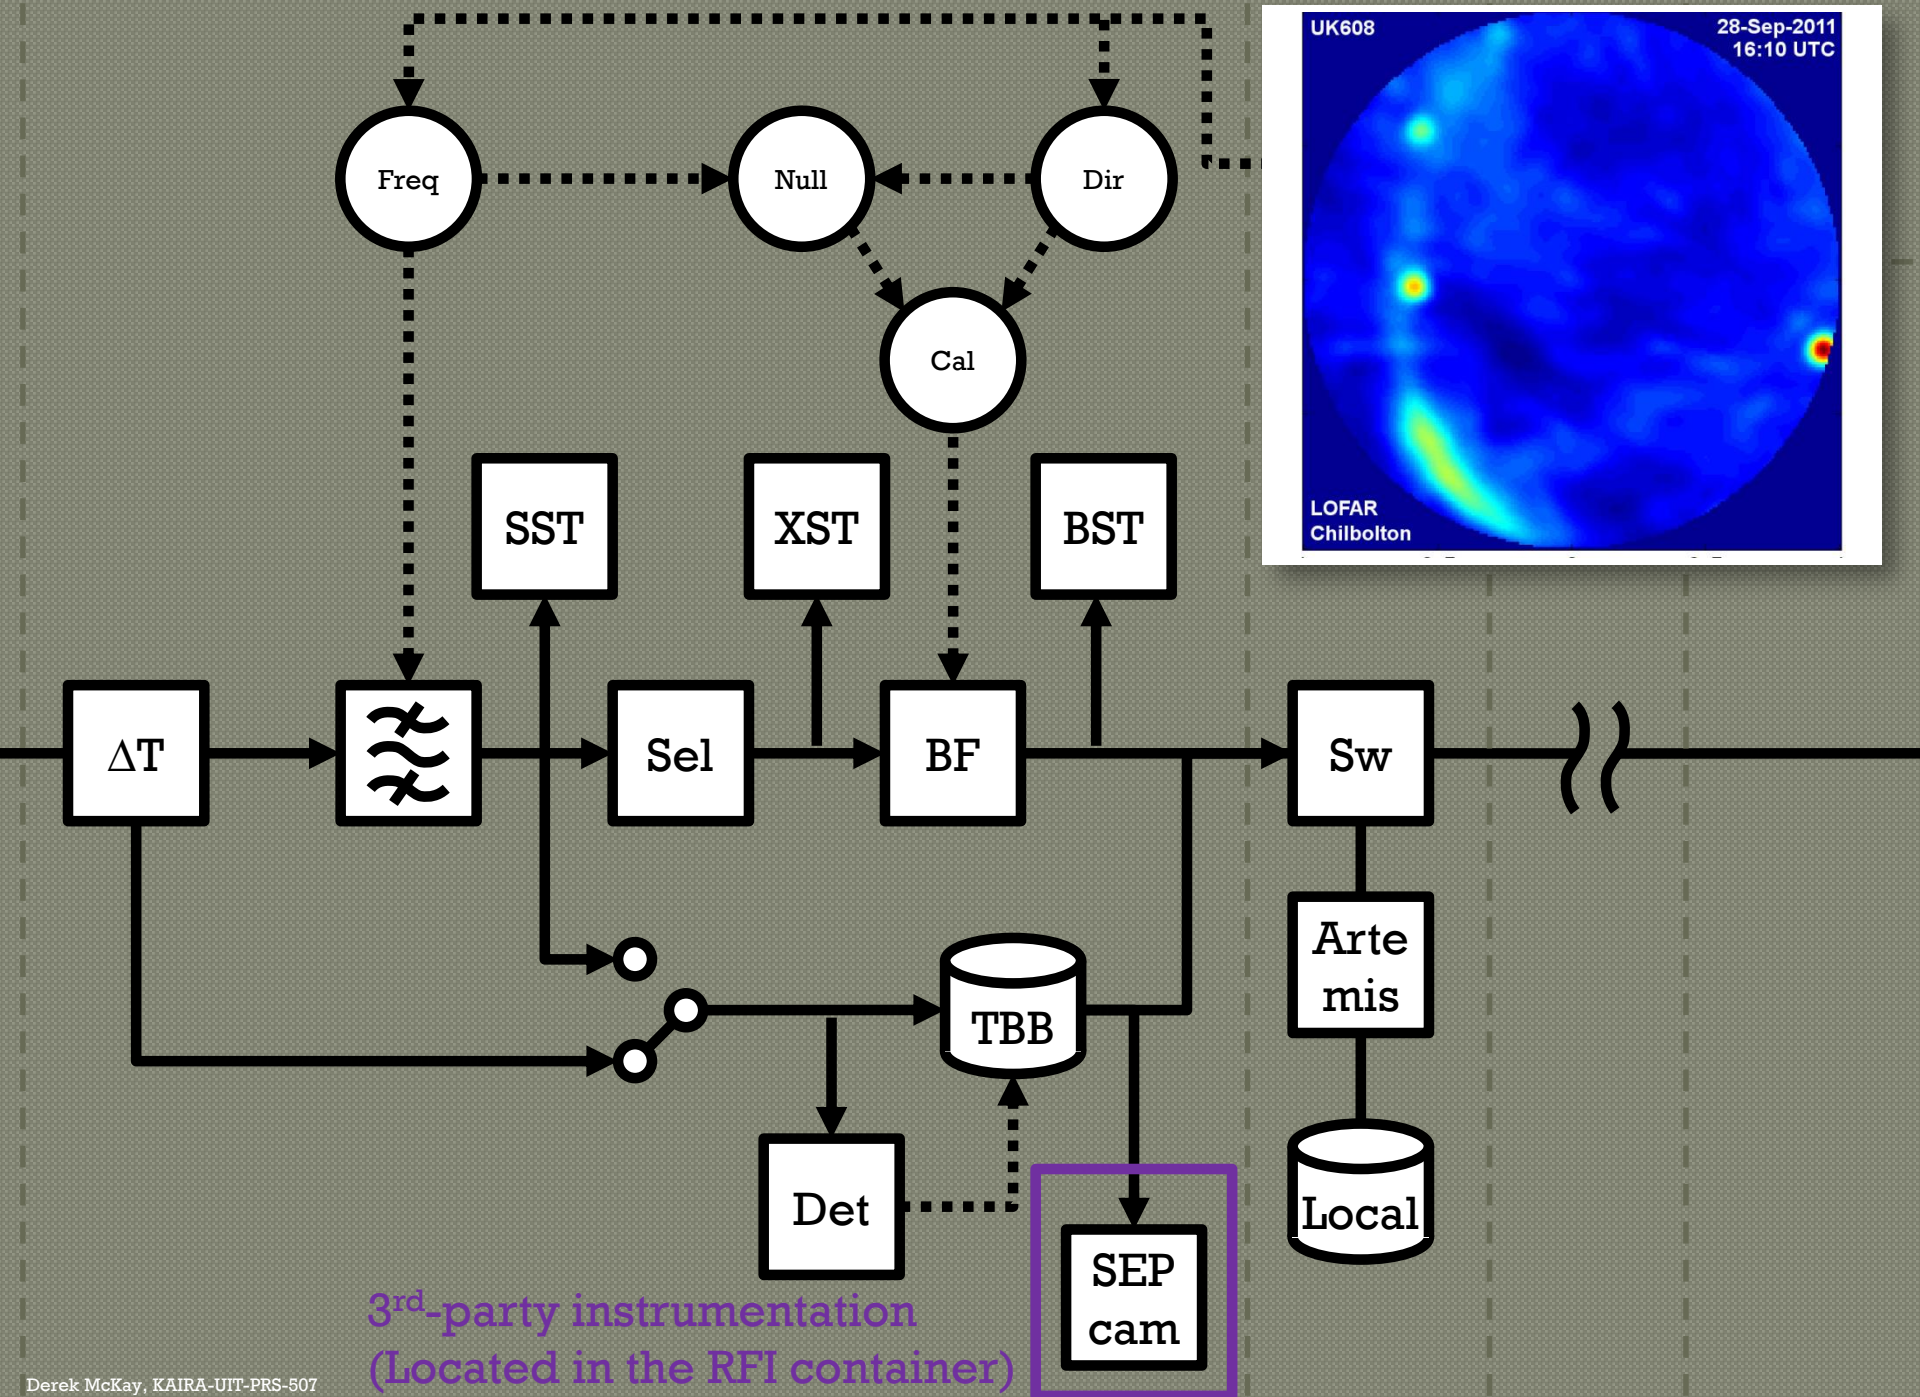 UK608
28-Sep-2011
16:10 UTC
LOFAR
Chilbolton
Freq
Null
Dir
Cal
SST
XST
BST
ΔT
Sel
BF
Sw
Arte
mis
TBB
Det
Local
SEP
cam
3rd-party instrumentation
(Located in the RFI container)
Derek McKay, KAIRA-UIT-PRS-507